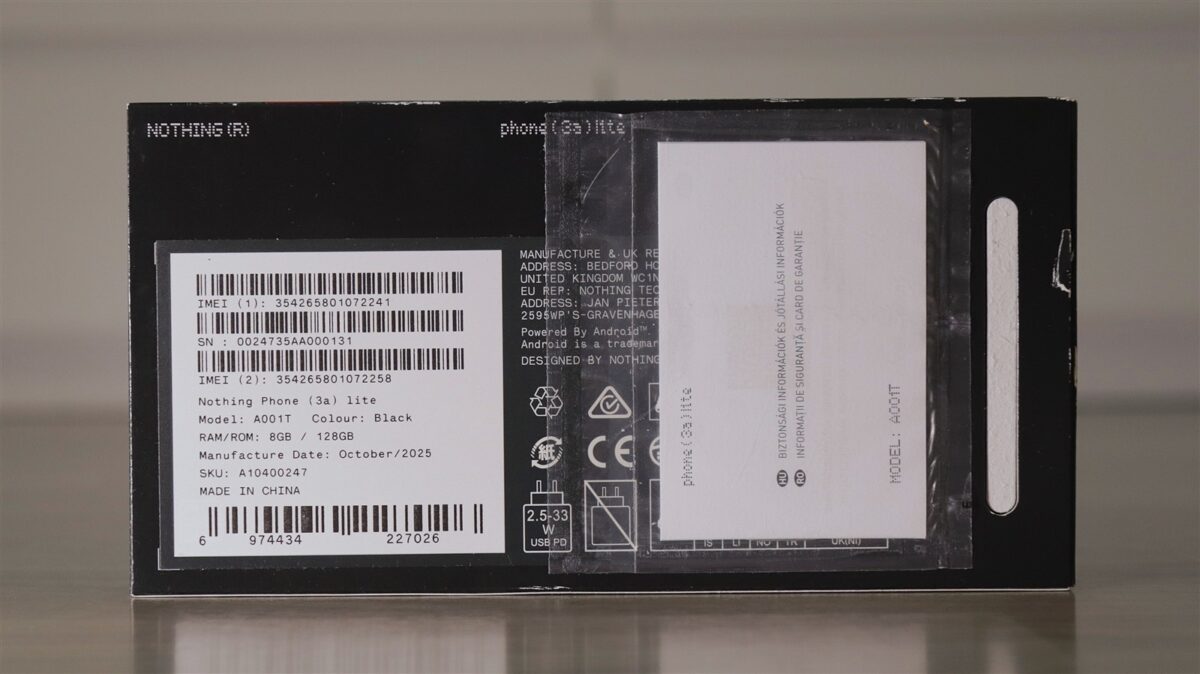 NOTHING (R)
phone (3a) lite
IMEI (1): 354265801072241
SN : 0024735AA000131
IMEI (2): 354265801072258
Nothing Phone (3a) lite
Model: A001T Colour: Black
RAM/ROM: 8GB / 128GB
Manufacture Date: October/2025
SKU: A10400247
MADE IN CHINA
6 974434 227026
MANUFACTURE & UK RE
ADDRESS: BEDFORD HO
UNITED KINGDOM WC1N
EU REP: NOTHING TEC
ADDRESS: JAN PIETER
2595WP'S-GRAVENHAGE
Powered By Android™.
Android is a trademar
DESIGNED BY NOTHING
紙
CE
2.5-33
W
USB PD
IS LI NO TR UK(NI)
phone (3a) lite
HU BIZTONSÁGI INFORMÁCIÓK ÉS JÓTÁLLÁSI INFORMÁCIÓK
RO INFORMAȚII DE SIGURANȚĂ ȘI CARD DE GARANȚIE
MODEL: A001T